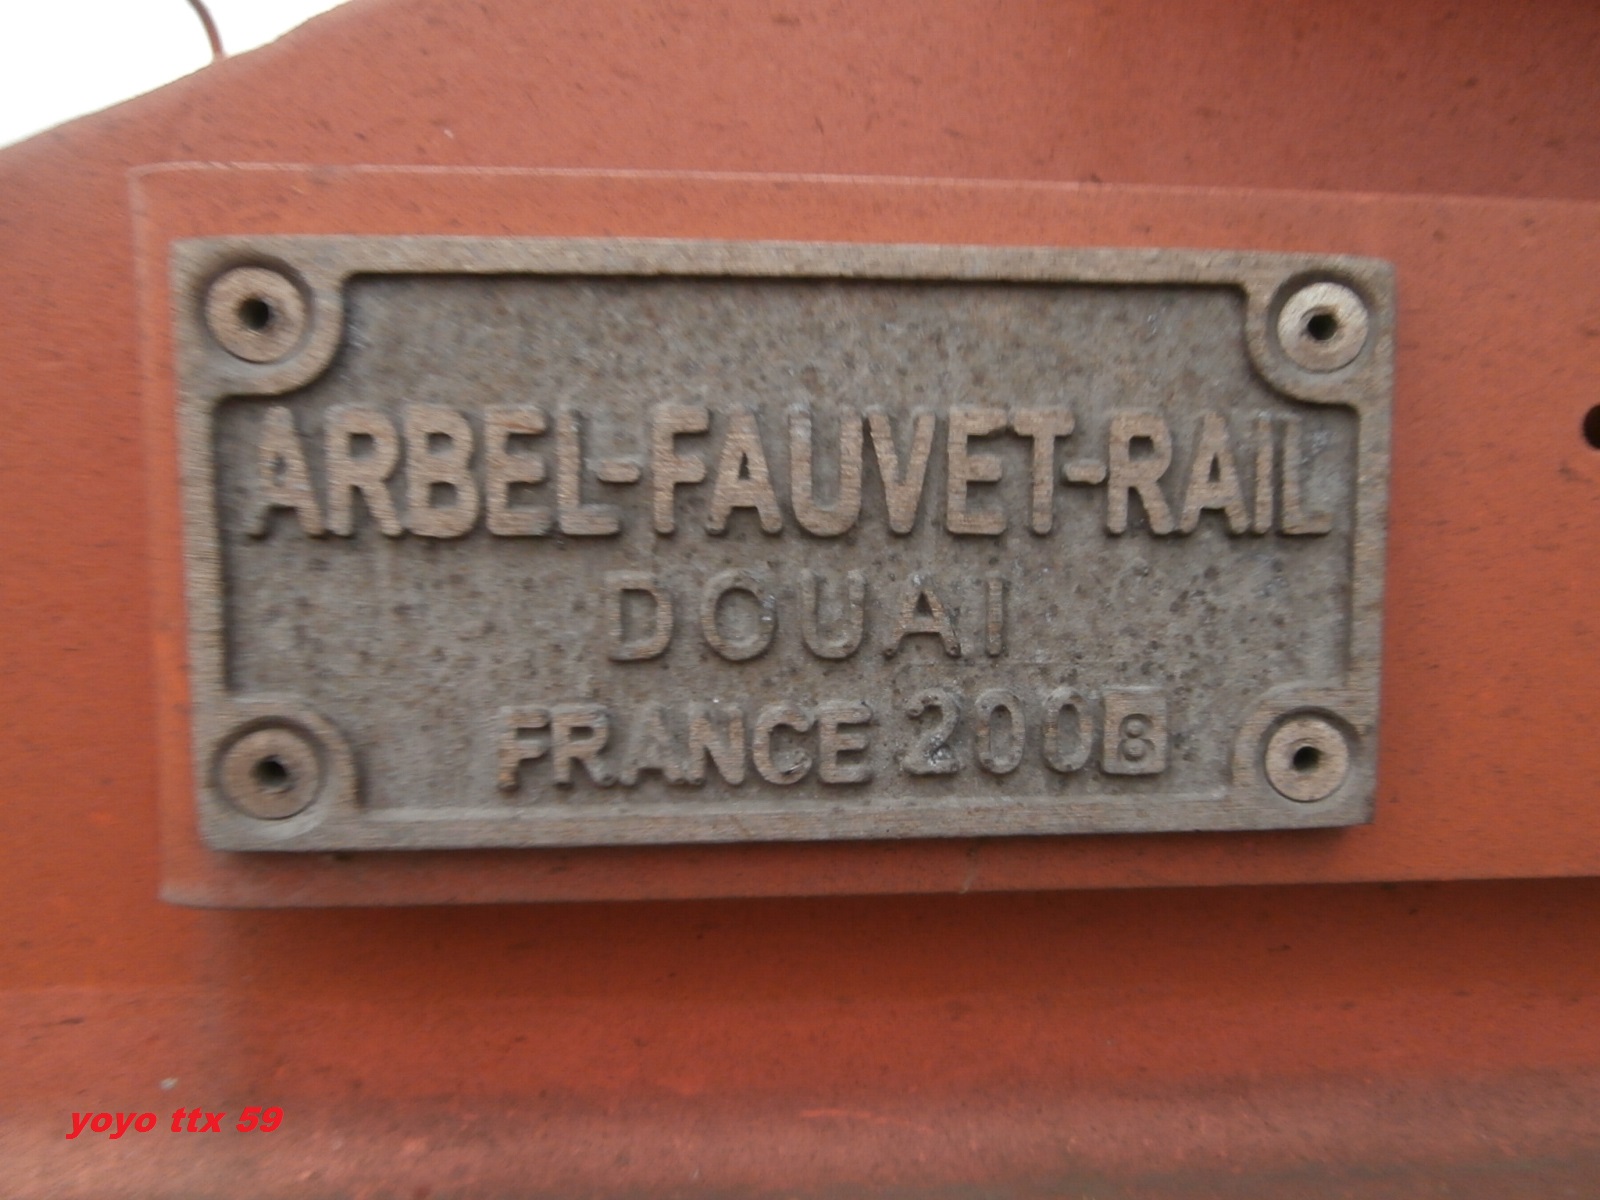 ARBEL-FAUVET-RAIL
DOUAI
FRANCE 2008
yoyo ttx 59